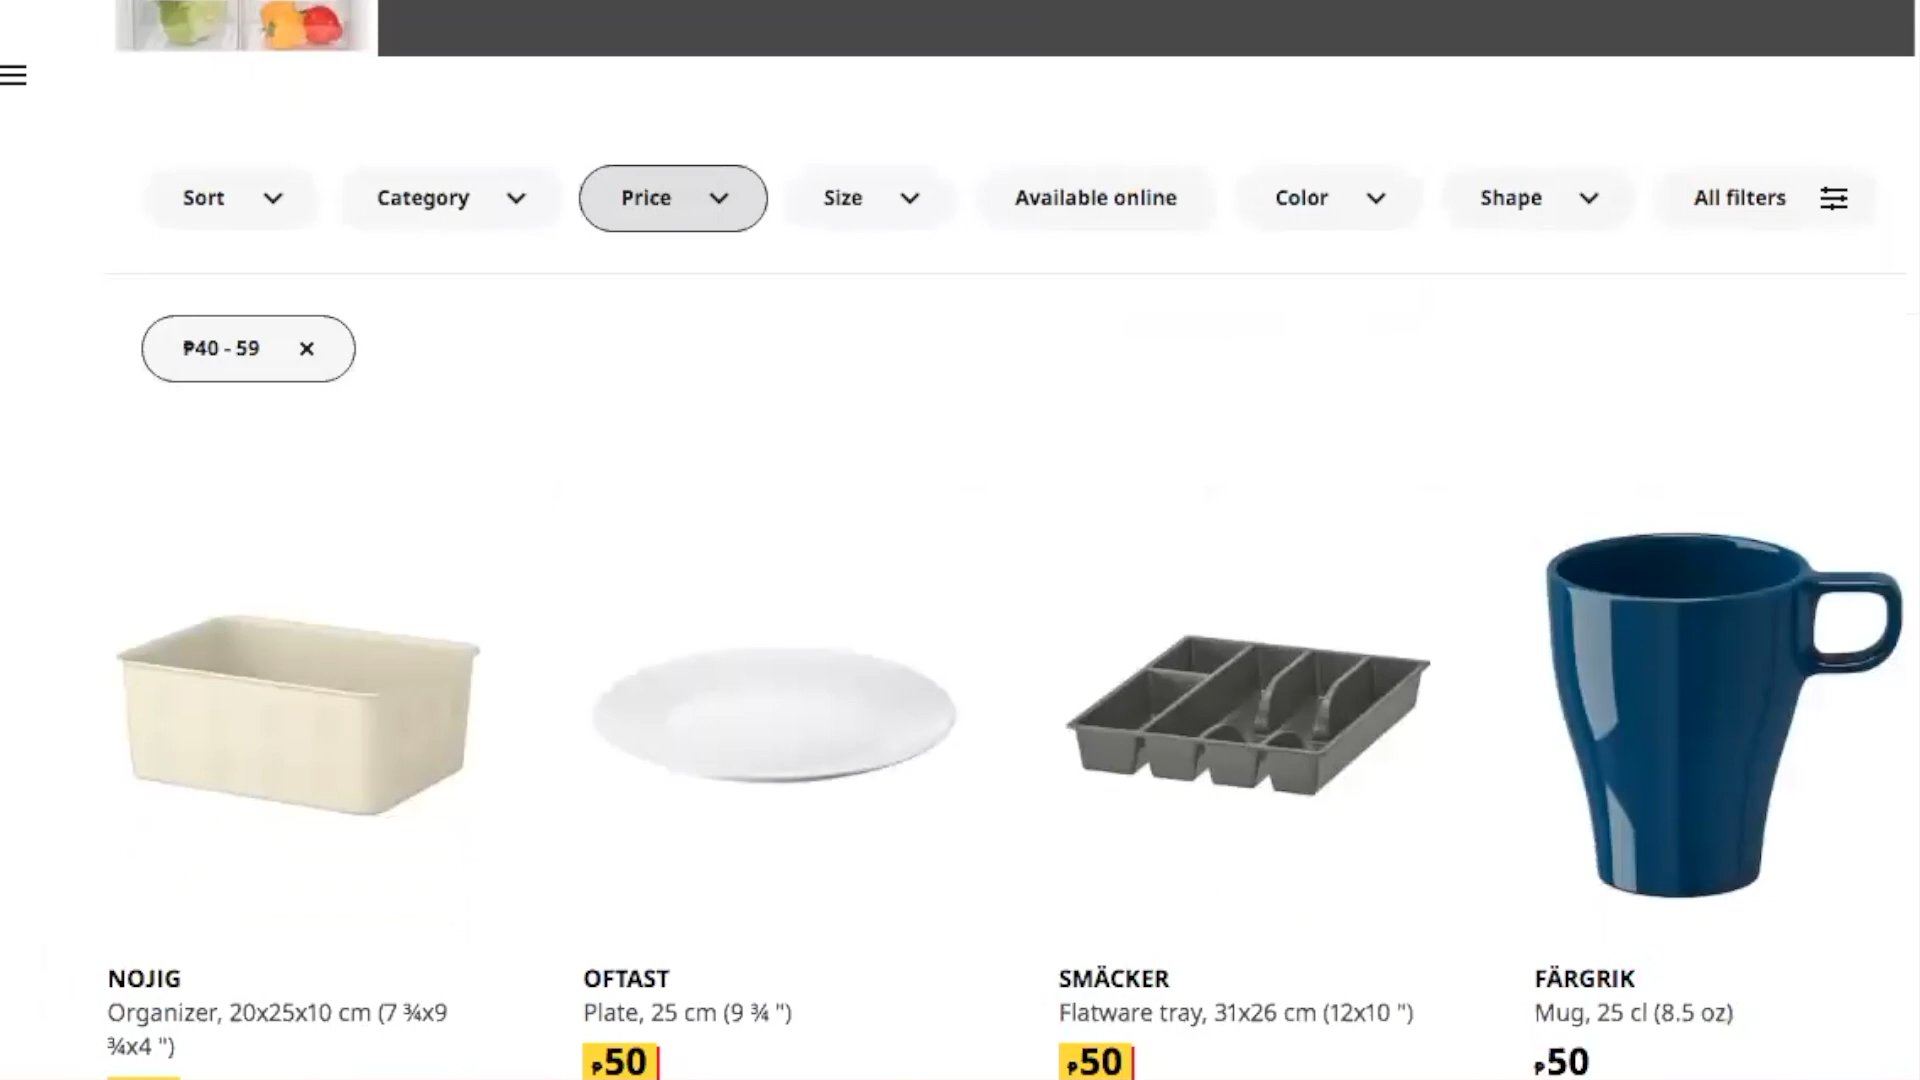 Sort
Category
Price
Size
Available online
Color
Shape
All filters
₱40 - 59
NOJIG
Organizer, 20x25x10 cm (7 ¾x9
¾x4 ")
OFTAST
Plate, 25 cm (9 ¾ ")
₱50
SMÄCKER
Flatware tray, 31x26 cm (12x10 ")
₱50
FÄRGRIK
Mug, 25 cl (8.5 oz)
₱50